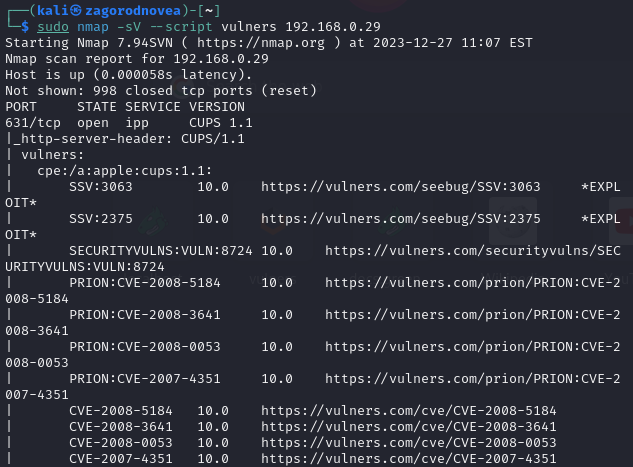 ┌──(kali㉿zagorodnovea)-[~]
└─$ sudo nmap -sV --script vulners 192.168.0.29
Starting Nmap 7.94SVN ( https://nmap.org ) at 2023-12-27 11:07 EST
Nmap scan report for 192.168.0.29
Host is up (0.000058s latency).
Not shown: 998 closed tcp ports (reset)
PORT    STATE SERVICE VERSION
631/tcp open  ipp     CUPS 1.1
|_http-server-header: CUPS/1.1
| vulners:
|   cpe:/a:apple:cups:1.1:
|       SSV:3063        10.0    https://vulners.com/seebug/SSV:3063     *EXPL
OIT*
|       SSV:2375        10.0    https://vulners.com/seebug/SSV:2375     *EXPL
OIT*
|       SECURITYVULNS:VULN:8724 10.0    https://vulners.com/securityvulns/SEC
URITYVULNS:VULN:8724
|       PRION:CVE-2008-5184     10.0    https://vulners.com/prion/PRION:CVE-2
008-5184
|       PRION:CVE-2008-3641     10.0    https://vulners.com/prion/PRION:CVE-2
008-3641
|       PRION:CVE-2008-0053     10.0    https://vulners.com/prion/PRION:CVE-2
008-0053
|       PRION:CVE-2007-4351     10.0    https://vulners.com/prion/PRION:CVE-2
007-4351
|       CVE-2008-5184   10.0    https://vulners.com/cve/CVE-2008-5184
|       CVE-2008-3641   10.0    https://vulners.com/cve/CVE-2008-3641
|       CVE-2008-0053   10.0    https://vulners.com/cve/CVE-2008-0053
|       CVE-2007-4351   10.0    https://vulners.com/cve/CVE-2007-4351